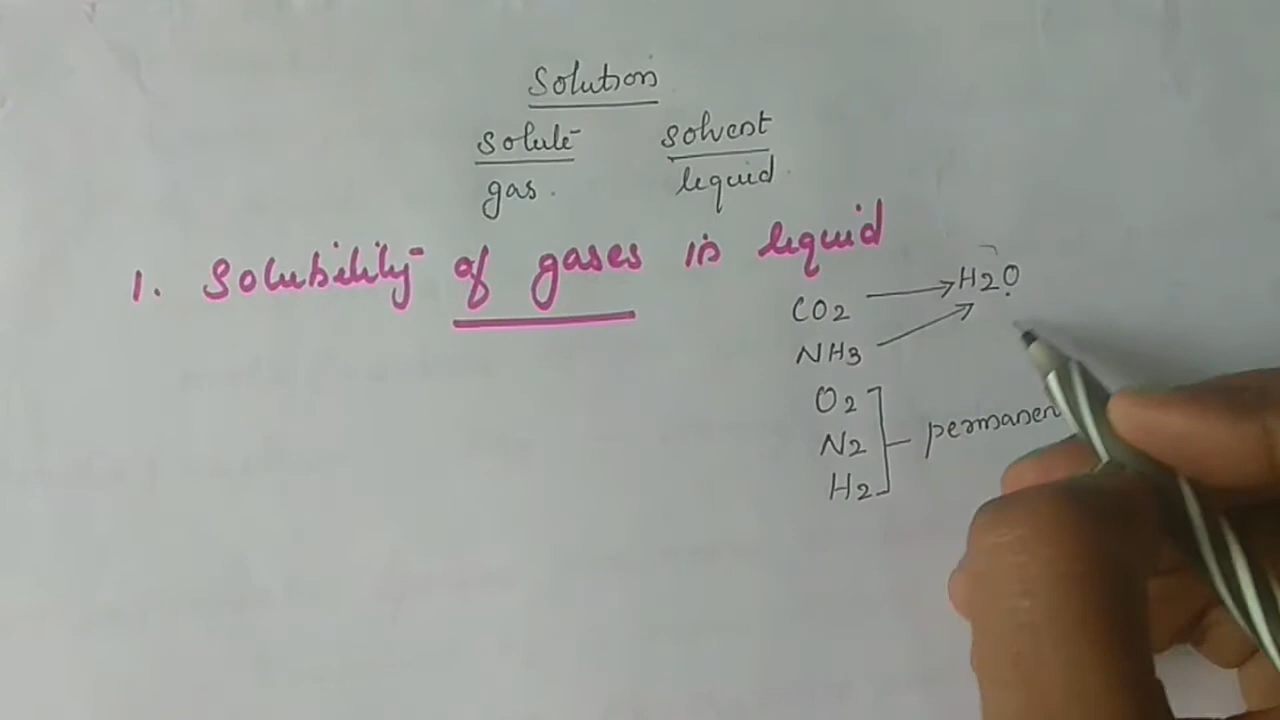 Solution
solute solvent
gas. liquid.
1. Solubility of gases in liquid
CO2 → H2O
NH3
O2
N2 permanen
H2